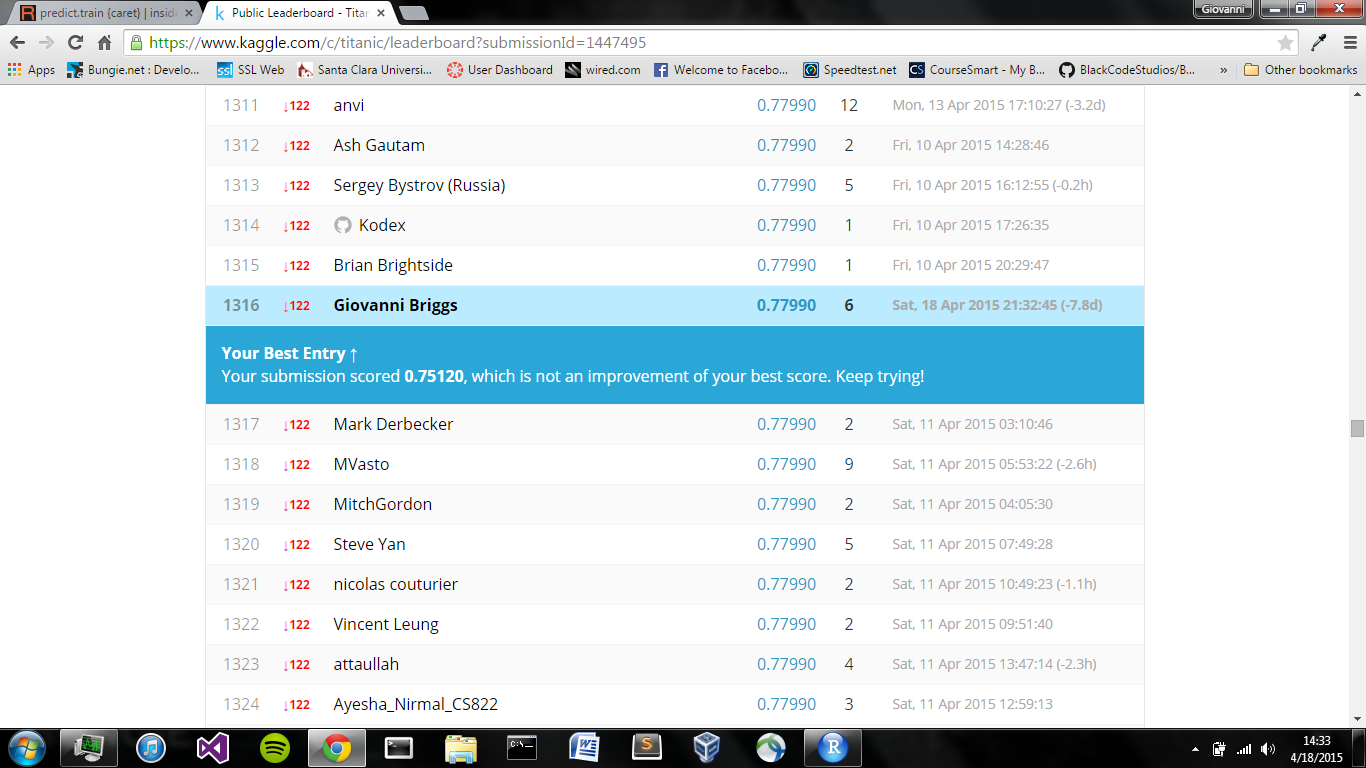 predict.train {caret} | insid
Public Leaderboard - Tita
Giovanni
https://www.kaggle.com/c/titanic/leaderboard?submissionId=1447495
Apps Bungie.net : Develo... SSL Web Santa Clara Universi... User Dashboard wired.com Welcome to Facebo... Speedtest.net CourseSmart - My B... BlackCodeStudios/B... » Other bookmarks
1311 ↓122 anvi 0.77990 12 Mon, 13 Apr 2015 17:10:27 (-3.2d)
1312 ↓122 Ash Gautam 0.77990 2 Fri, 10 Apr 2015 14:28:46
1313 ↓122 Sergey Bystrov (Russia) 0.77990 5 Fri, 10 Apr 2015 16:12:55 (-0.2h)
1314 ↓122 Kodex 0.77990 1 Fri, 10 Apr 2015 17:26:35
1315 ↓122 Brian Brightside 0.77990 1 Fri, 10 Apr 2015 20:29:47
1316 ↓122 Giovanni Briggs 0.77990 6 Sat, 18 Apr 2015 21:32:45 (-7.8d)
Your Best Entry ↑
Your submission scored 0.75120, which is not an improvement of your best score. Keep trying!
1317 ↓122 Mark Derbecker 0.77990 2 Sat, 11 Apr 2015 03:10:46
1318 ↓122 MVasto 0.77990 9 Sat, 11 Apr 2015 05:53:22 (-2.6h)
1319 ↓122 MitchGordon 0.77990 2 Sat, 11 Apr 2015 04:05:30
1320 ↓122 Steve Yan 0.77990 5 Sat, 11 Apr 2015 07:49:28
1321 ↓122 nicolas couturier 0.77990 2 Sat, 11 Apr 2015 10:49:23 (-1.1h)
1322 ↓122 Vincent Leung 0.77990 2 Sat, 11 Apr 2015 09:51:40
1323 ↓122 attaullah 0.77990 4 Sat, 11 Apr 2015 13:47:14 (-2.3h)
1324 ↓122 Ayesha_Nirmal_CS822 0.77990 3 Sat, 11 Apr 2015 12:59:13
14:33
4/18/2015